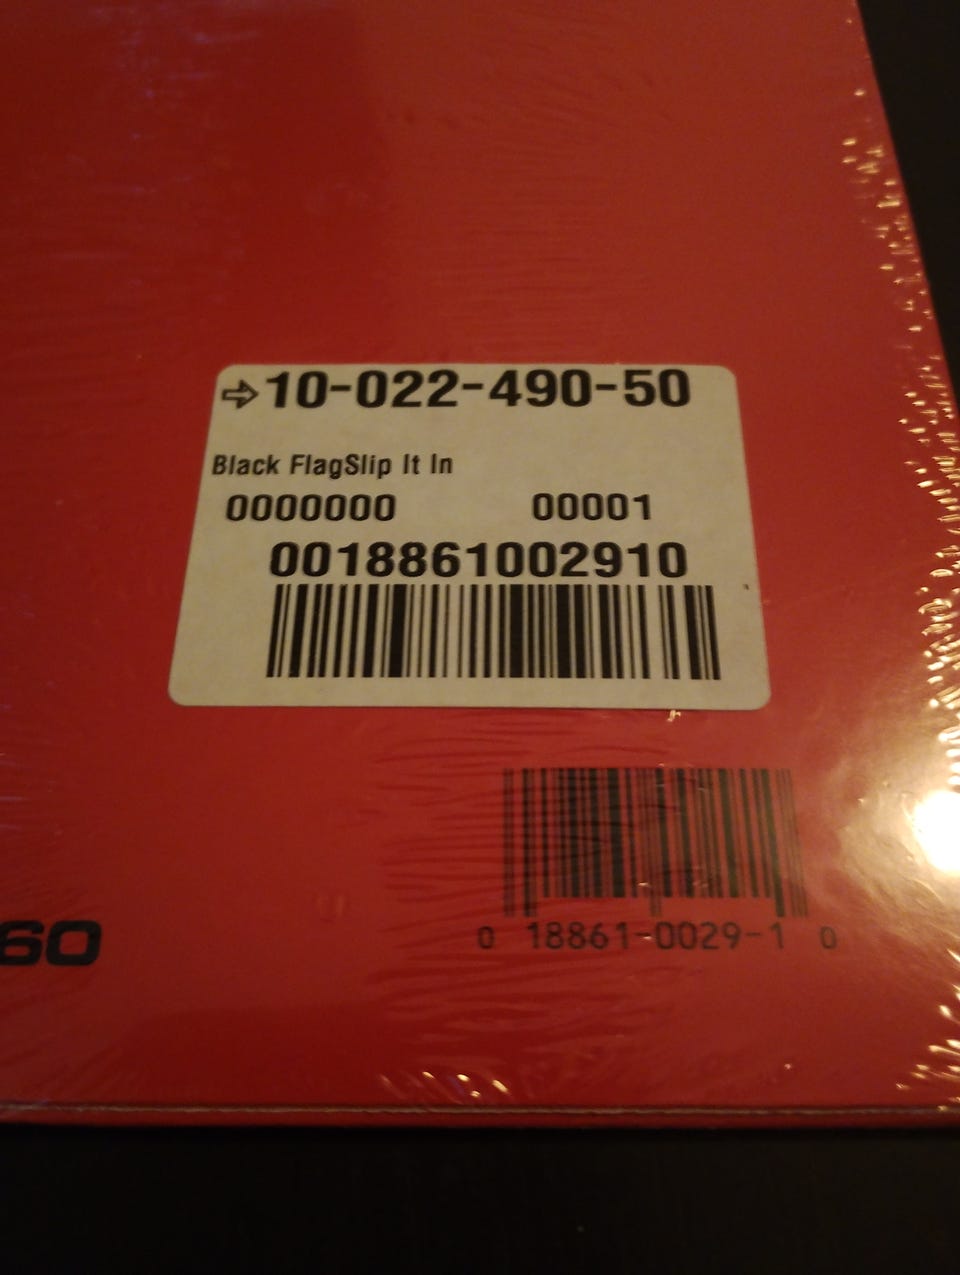 ⇨10-022-490-50
Black FlagSlip It In
0000000 00001
0018861002910
0 18861-0029-1 0
60